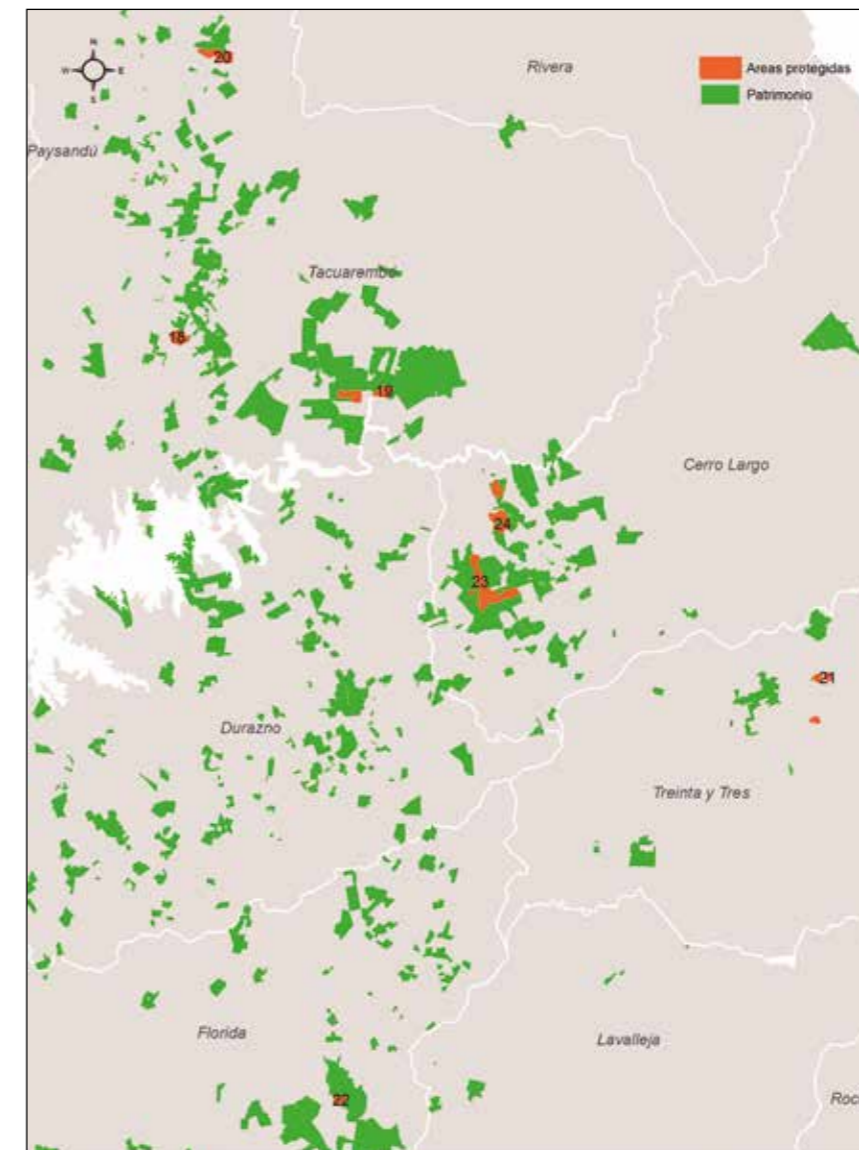 N
W E
S
20
Rivera
Areas protegidas
Patrimonio
Paysandú
Tacuarembó
18
19
Cerro Largo
24
23
21
Durazno
Treinta y Tres
Florida
Lavalleja
22
Roc